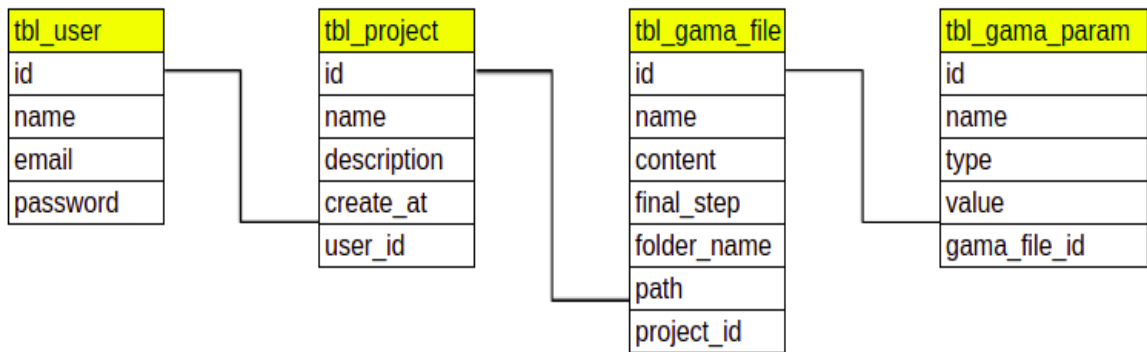 tbl_user
id
name
email
password
tbl_project
id
name
description
create_at
user_id
tbl_gama_file
id
name
content
final_step
folder_name
path
project_id
tbl_gama_param
id
name
type
value
gama_file_id